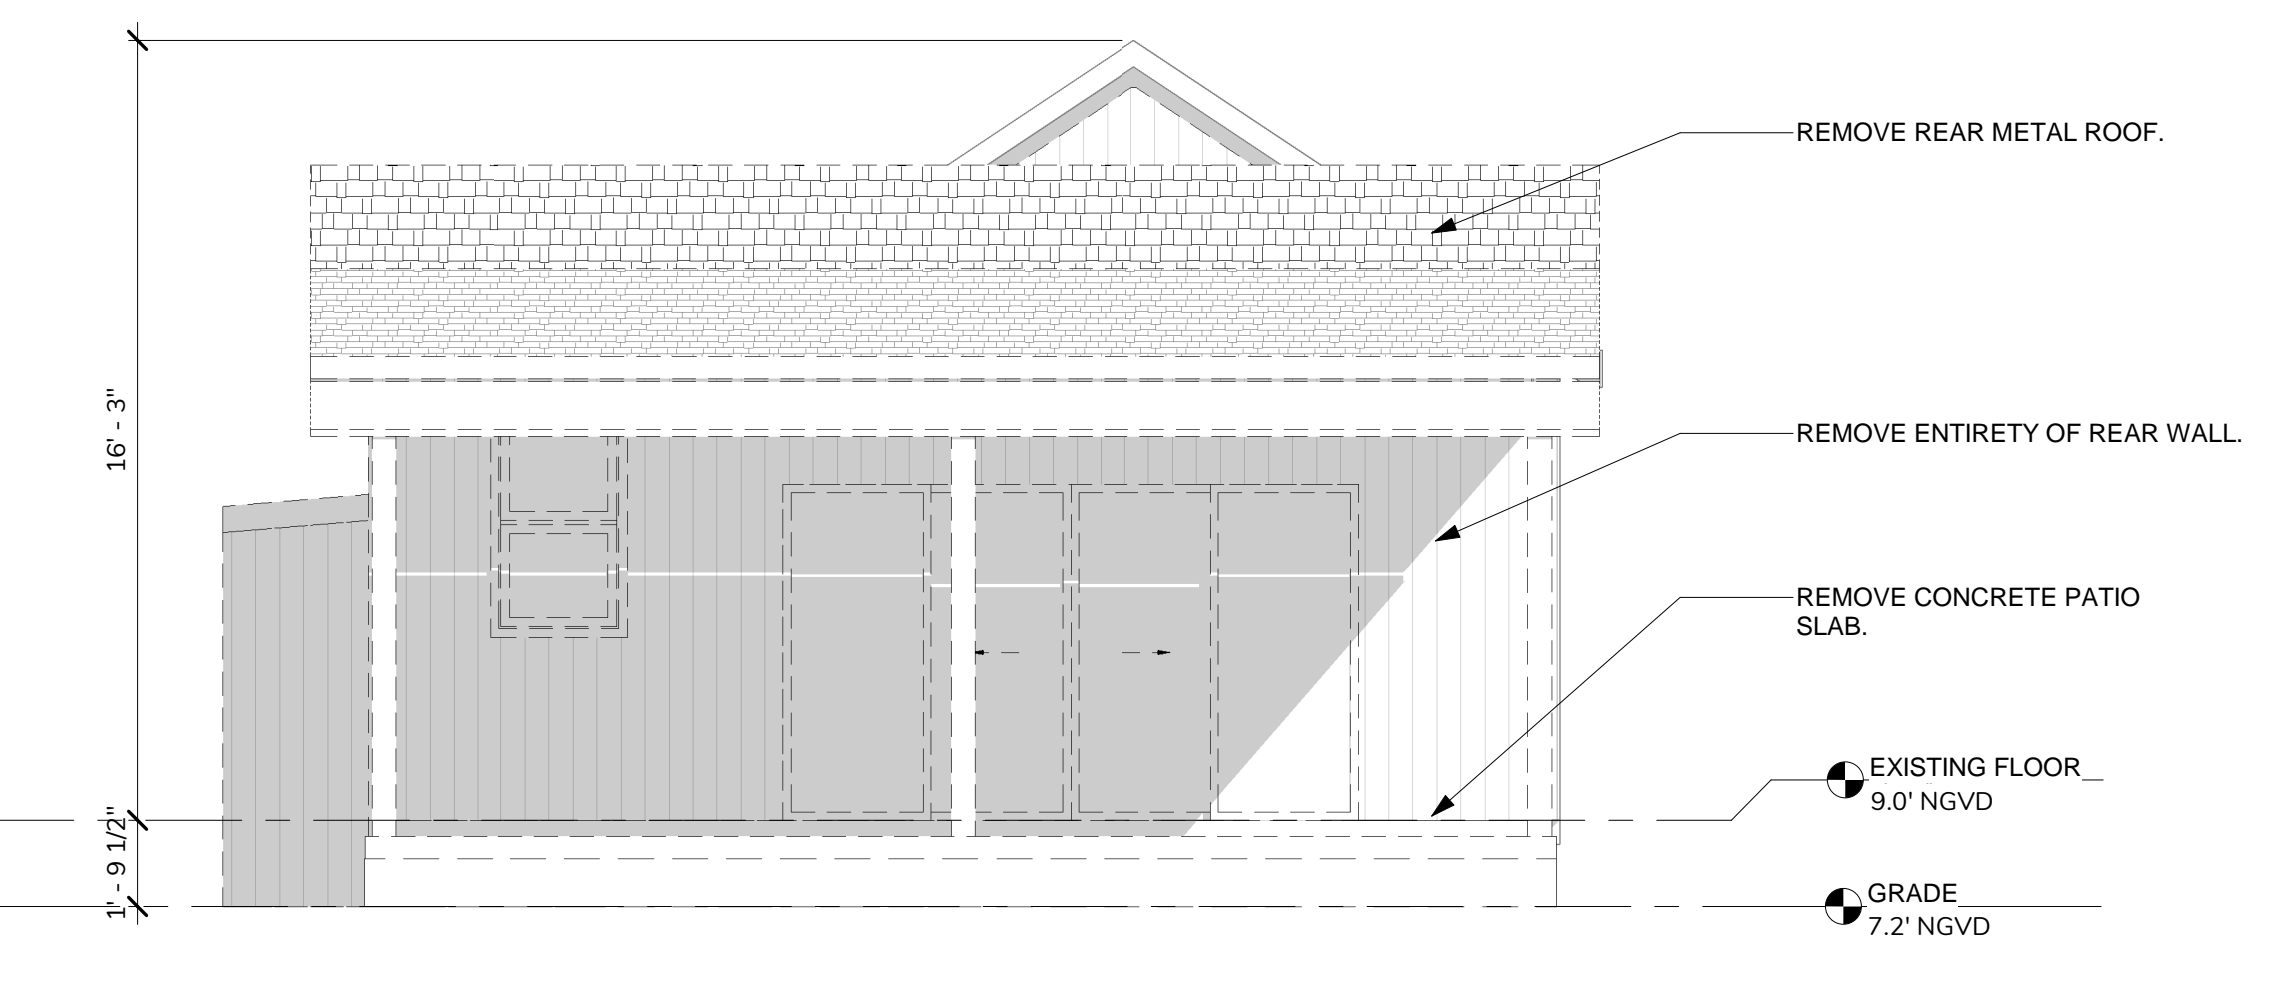 REMOVE REAR METAL ROOF.
16' - 3"
REMOVE ENTIRETY OF REAR WALL.
REMOVE CONCRETE PATIO
SLAB.
EXISTING FLOOR
9.0' NGVD
1' - 9 1/2"
GRADE
7.2' NGVD